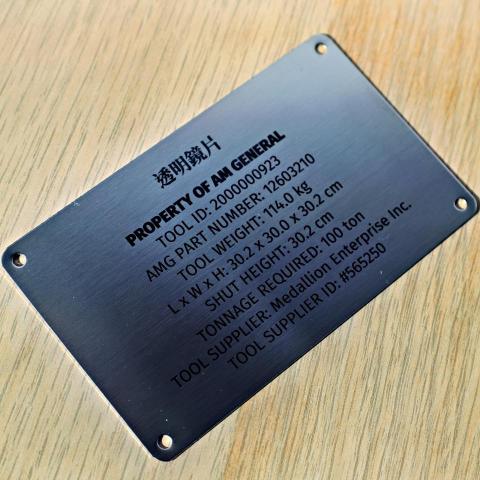 透明鏡片
PROPERTY OF AM GENERAL
TOOL ID: 2000000923
AMG PART NUMBER: 12603210
TOOL WEIGHT: 114.0 kg
L x W x H: 30.2 x 30.0 x 30.2 cm
SHUT HEIGHT: 30.2 cm
TONNAGE REQUIRED: 100 ton
TOOL SUPPLIER: Medallion Enterprise Inc.
TOOL SUPPLIER ID: #565250